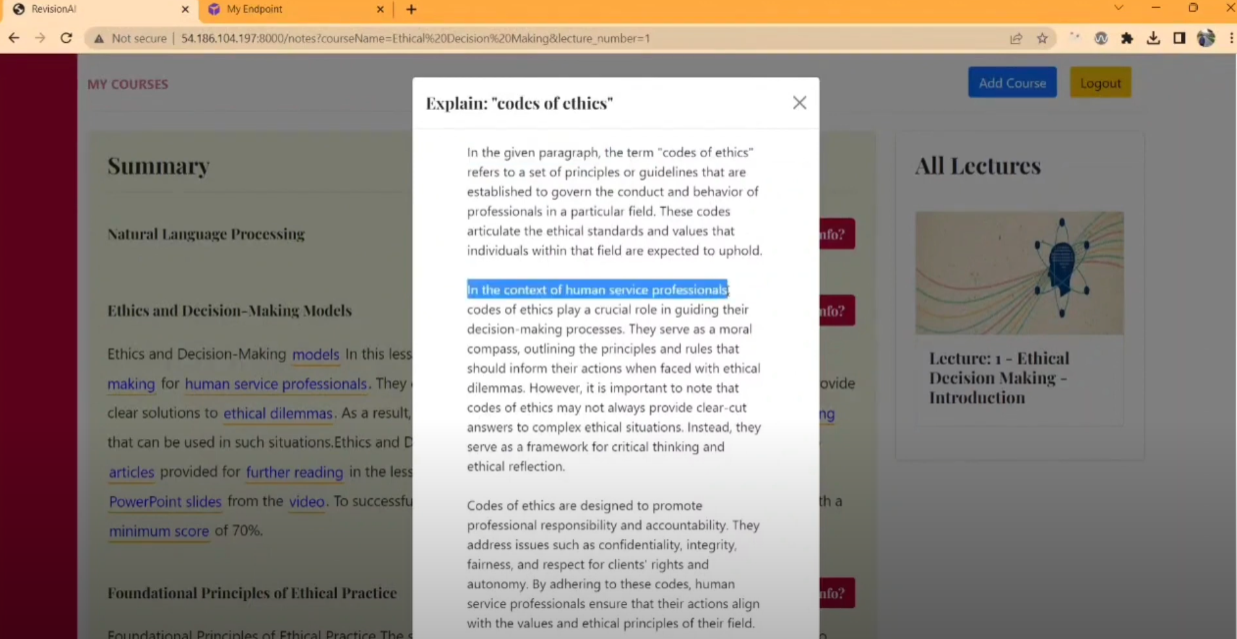 RevisionAI
My Endpoint
Not secure | 54.186.104.197:8000/notes?courseName=Ethical%20Decision%20Making&lecture_number=1
MY COURSES
Add Course
Logout
Explain: "codes of ethics"
In the given paragraph, the term "codes of ethics"
refers to a set of principles or guidelines that are
established to govern the conduct and behavior of
professionals in a particular field. These codes
articulate the ethical standards and values that
individuals within that field are expected to uphold.
In the context of human service professionals
codes of ethics play a crucial role in guiding their
decision-making processes. They serve as a moral
compass, outlining the principles and rules that
should inform their actions when faced with ethical
dilemmas. However, it is important to note that
codes of ethics may not always provide clear-cut
answers to complex ethical situations. Instead, they
serve as a framework for critical thinking and
ethical reflection.
Codes of ethics are designed to promote
professional responsibility and accountability. They
address issues such as confidentiality, integrity,
fairness, and respect for clients' rights and
autonomy. By adhering to these codes, human
service professionals ensure that their actions align
with the values and ethical principles of their field.
Summary
Natural Language Processing
nfo?
Ethics and Decision-Making Models
nfo?
Ethics and Decision-Making models In this less
making for human service professionals. They ovide
clear solutions to ethical dilemmas. As a result, ng
that can be used in such situations.Ethics and D
articles provided for further reading in the less
PowerPoint slides from the video. To successfu th a
minimum score of 70%.
Foundational Principles of Ethical Practice
nfo?
Foundational Principles of Ethical Practice The s
All Lectures
Lecture: 1 - Ethical
Decision Making -
Introduction